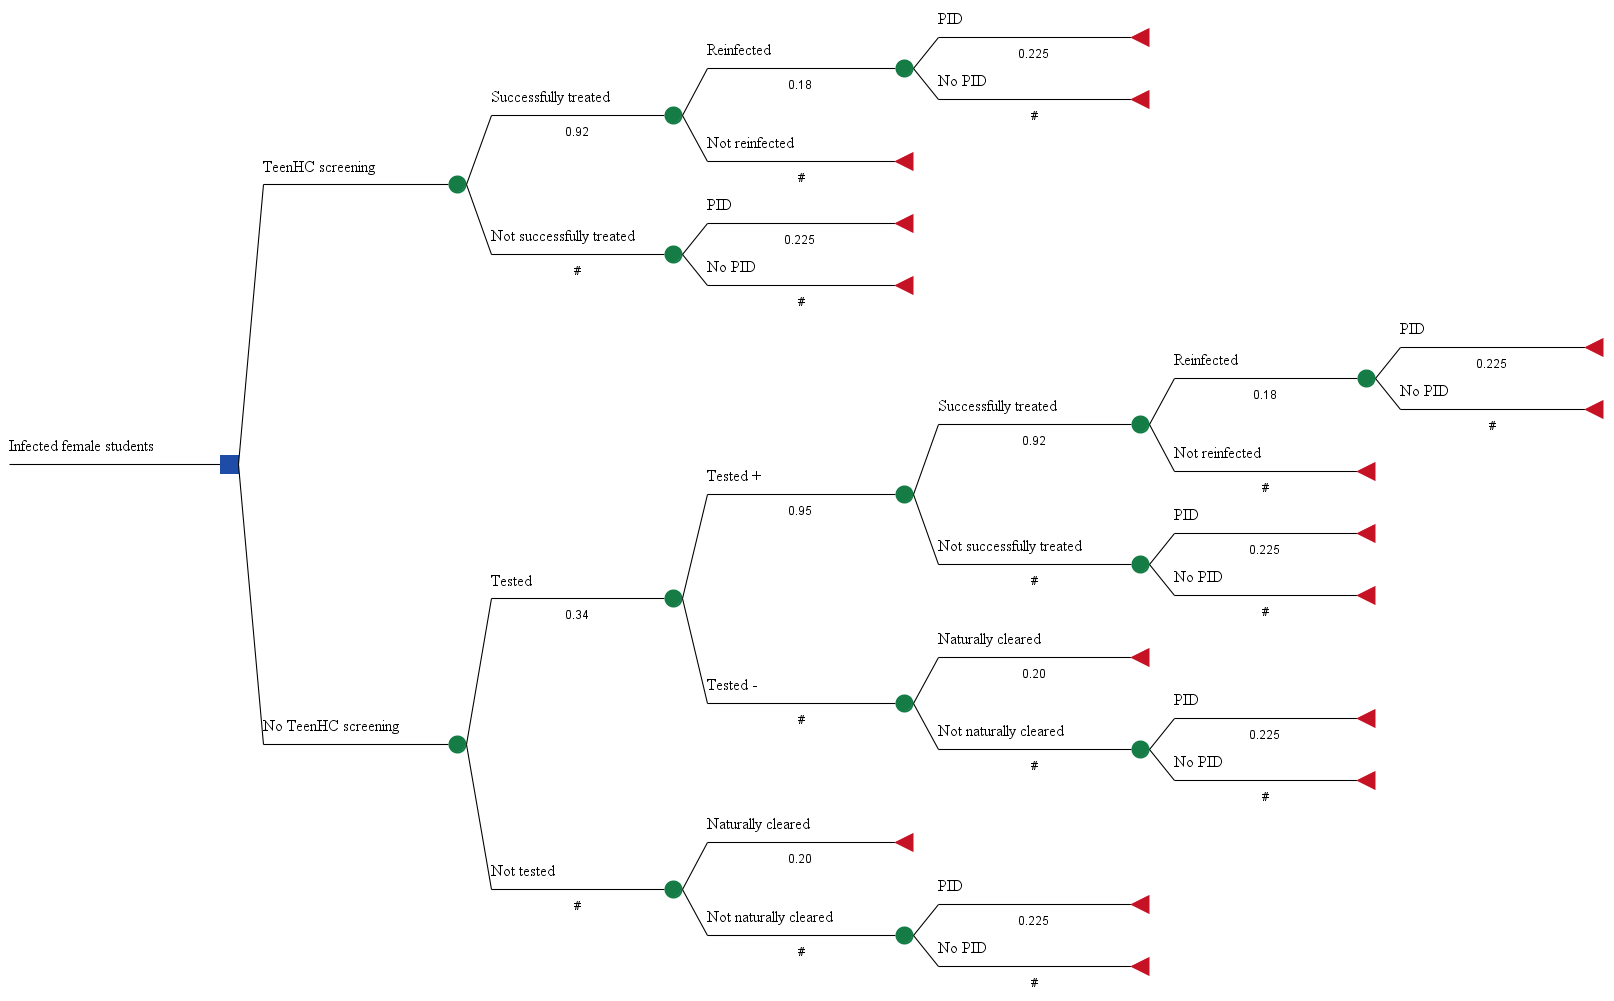 PID
0.225
Reinfected
0.18
No PID
#
Successfully treated
0.92
Not reinfected
#
TeenHC screening
PID
0.225
Not successfully treated
#
No PID
#
Infected female students
PID
0.225
Reinfected
0.18
No PID
#
Successfully treated
0.92
Not reinfected
#
Tested +
0.95
PID
0.225
Not successfully treated
#
No PID
#
Tested
0.34
Naturally cleared
0.20
Tested -
#
PID
0.225
Not naturally cleared
#
No PID
#
No TeenHC screening
Naturally cleared
0.20
Not tested
#
PID
0.225
Not naturally cleared
#
No PID
#